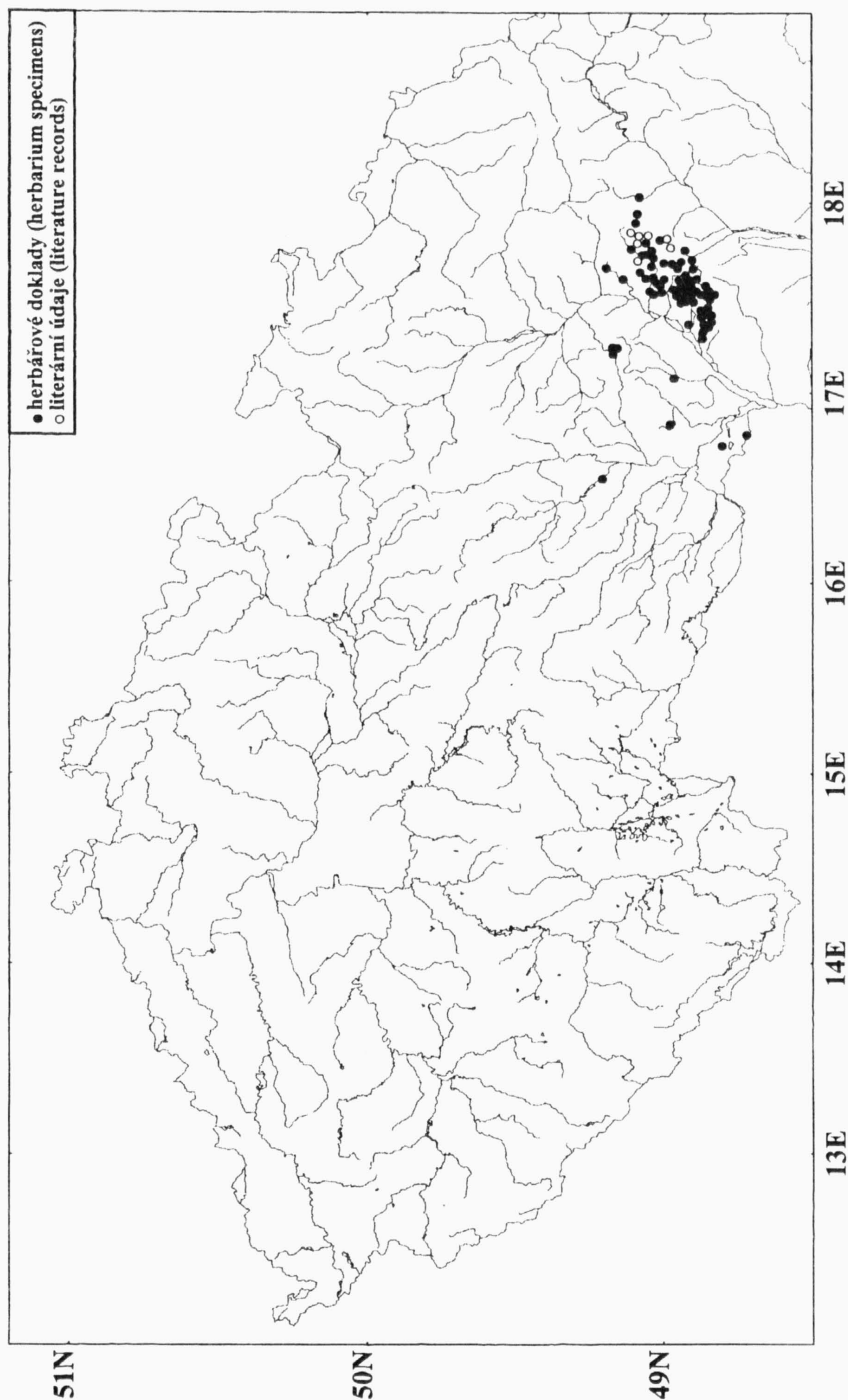 ● herbářové doklady (herbarium specimens)
○ literární údaje (literature records)
51N
50N
49N
13E
14E
15E
16E
17E
18E